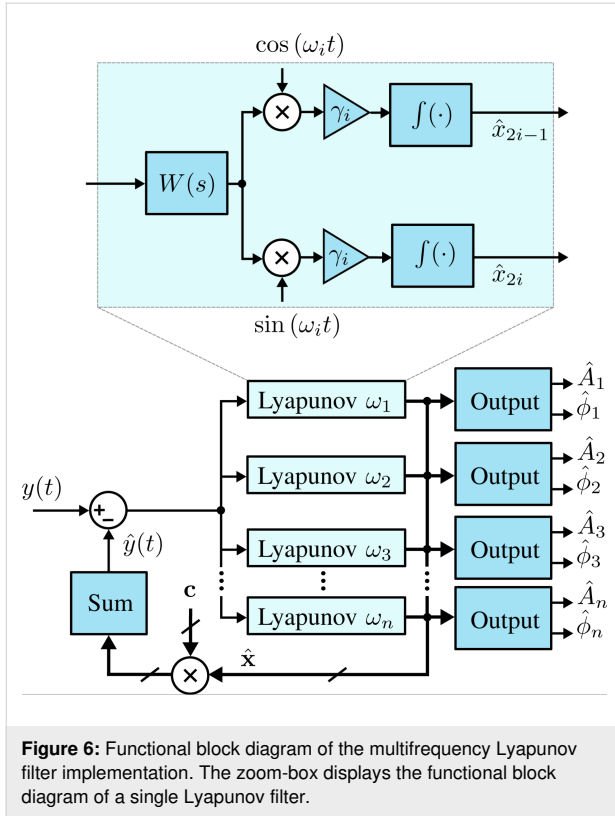 cos (ω_i t)
γ_i
∫(·)
x̂_{2i−1}
W(s)
γ_i
∫(·)
x̂_{2i}
sin (ω_i t)
Lyapunov ω_1
Output
Â_1
ϕ̂_1
Lyapunov ω_2
Output
Â_2
ϕ̂_2
y(t)
ŷ(t)
Lyapunov ω_3
Output
Â_3
ϕ̂_3
Sum
c
Lyapunov ω_n
Output
Â_n
ϕ̂_n
x̂
Figure 6: Functional block diagram of the multifrequency Lyapunov
filter implementation. The zoom-box displays the functional block
diagram of a single Lyapunov filter.